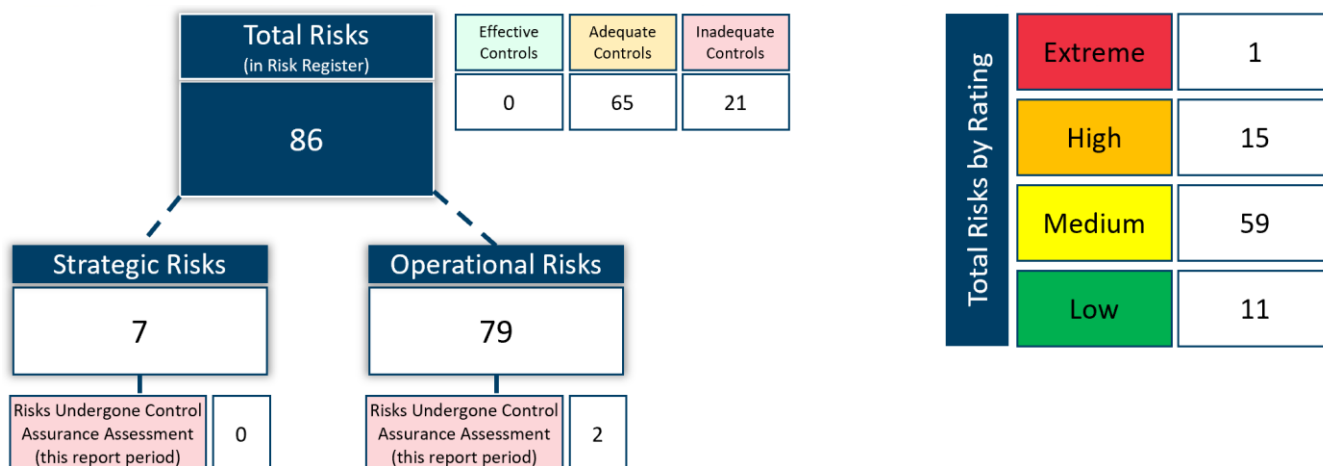 Total Risks
(in Risk Register)
86
Effective
Controls
Adequate
Controls
Inadequate
Controls
0
65
21
Strategic Risks
7
Risks Undergone Control
Assurance Assessment
(this report period)
0
Operational Risks
79
Risks Undergone Control
Assurance Assessment
(this report period)
2
Total Risks by Rating
Extreme
1
High
15
Medium
59
Low
11